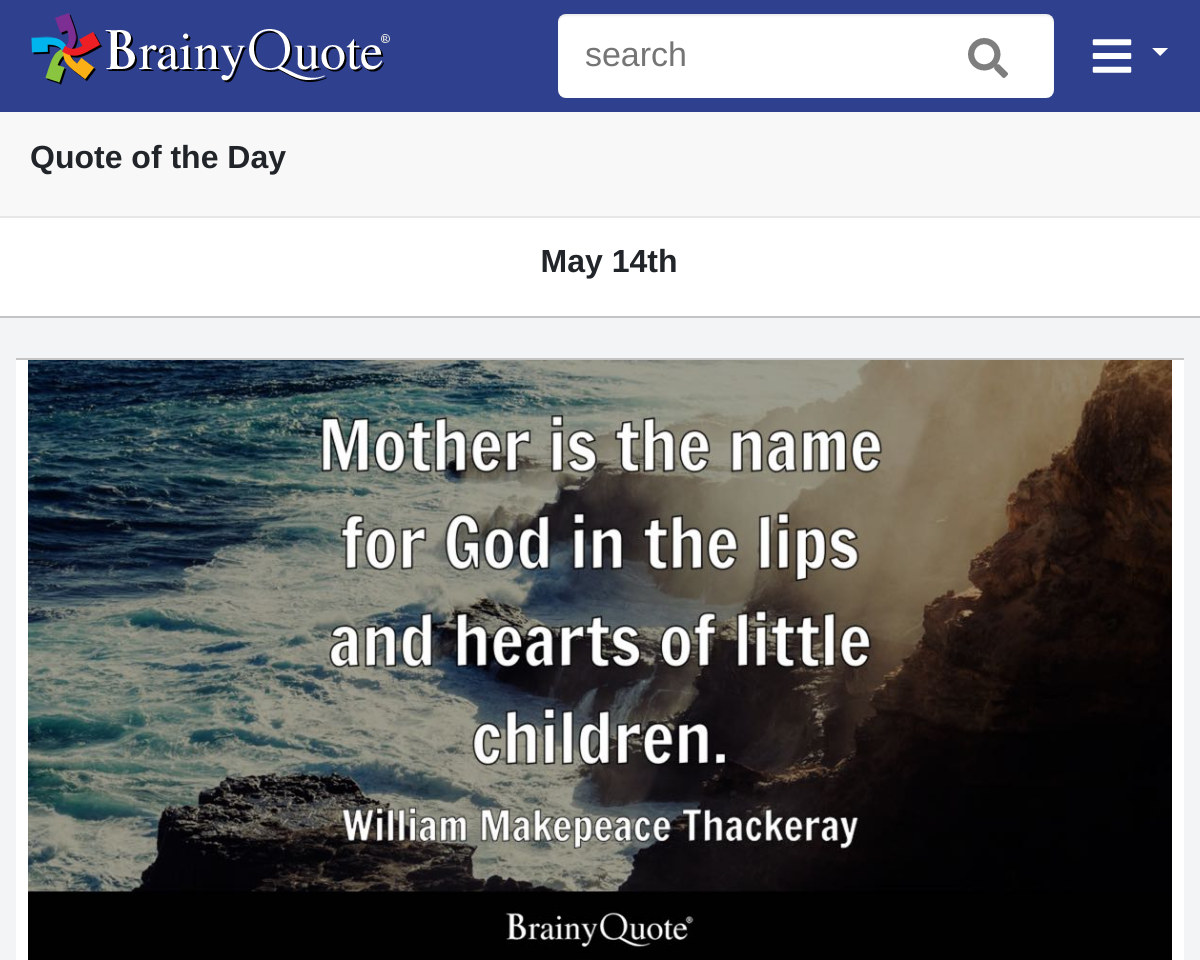 BrainyQuote®
search
Quote of the Day
May 14th
Mother is the name
for God in the lips
and hearts of little
children.
William Makepeace Thackeray
BrainyQuote®